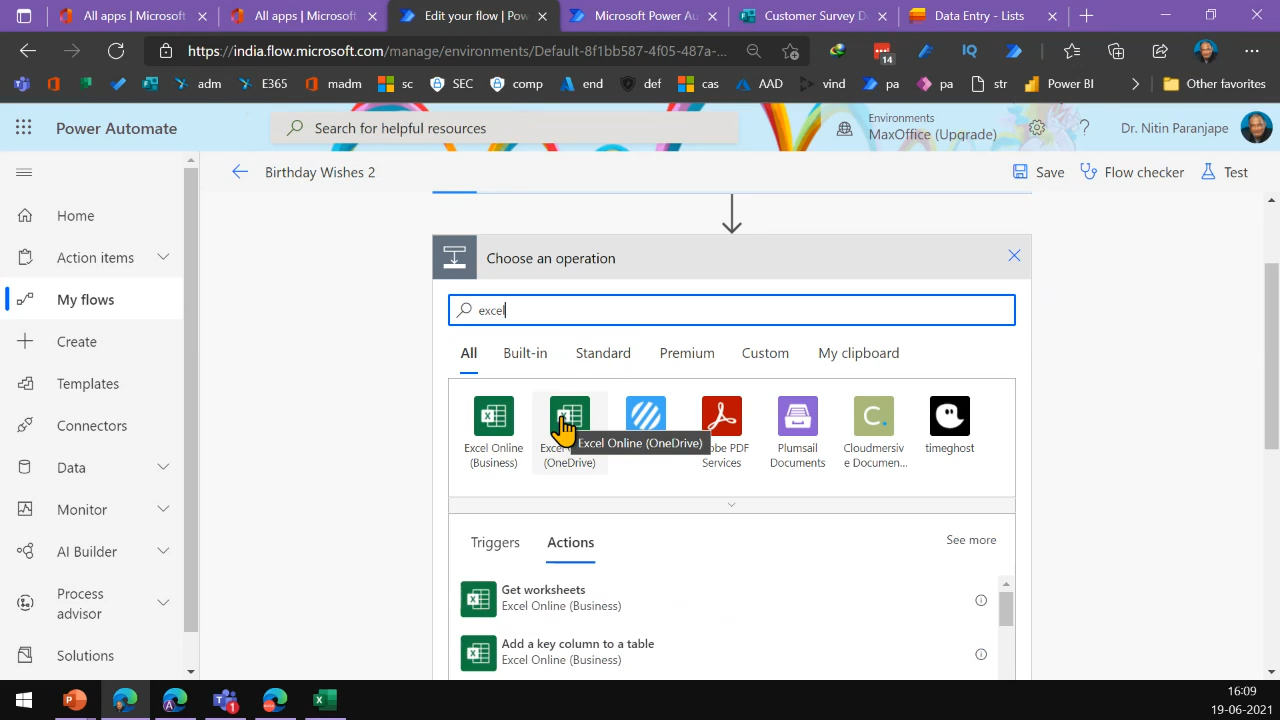 All apps | Microsoft
All apps | Microsoft
Edit your flow | Pow
Microsoft Power Au
Customer Survey D
Data Entry - Lists
https://india.flow.microsoft.com/manage/environments/Default-8f1bb587-4f05-487a-...
14
IQ
adm
E365
madm
sc
SEC
comp
end
def
cas
AAD
vind
pa
pa
str
Power BI
Other favorites
Power Automate
Search for helpful resources
Environments
MaxOffice (Upgrade)
Dr. Nitin Paranjape
Birthday Wishes 2
Save
Flow checker
Test
Home
Action items
My flows
Create
Templates
Connectors
Data
Monitor
AI Builder
Process
advisor
Solutions
Choose an operation
excel
All
Built-in
Standard
Premium
Custom
My clipboard
Excel Online
(Business)
(OneDrive)
Excel Online (OneDrive)
Services
Plumsail
Documents
Cloudmersiv
e Documen...
timeghost
Triggers
Actions
See more
Get worksheets
Excel Online (Business)
Add a key column to a table
Excel Online (Business)
16:09
19-06-2021